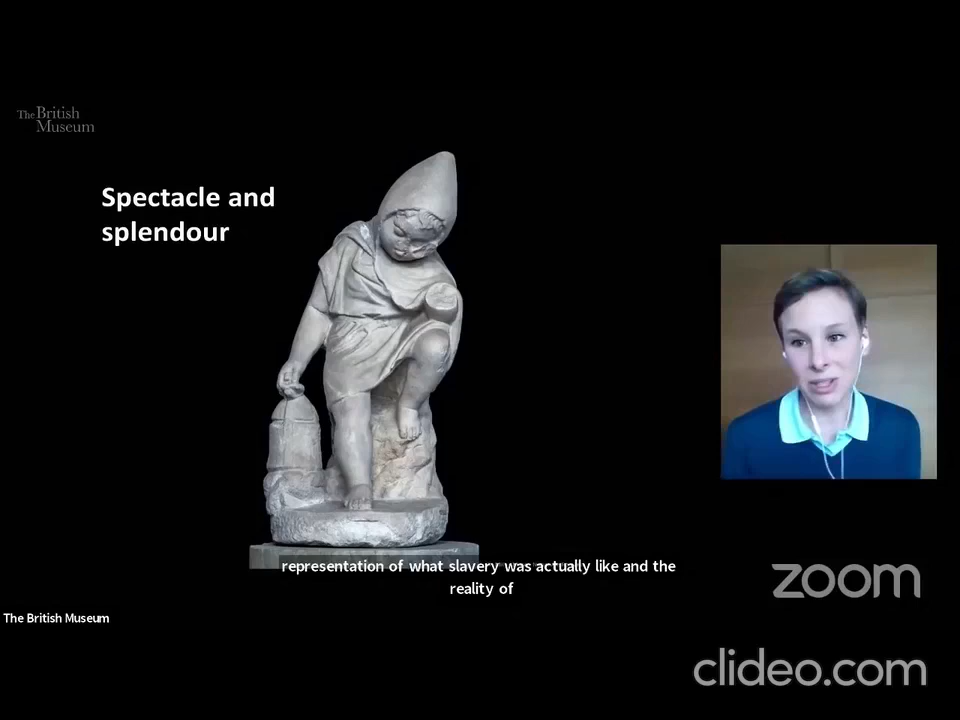 The British
Museum
Spectacle and
splendour
representation of what slavery was actually like and the
reality of
zoom
The British Museum
clideo.com